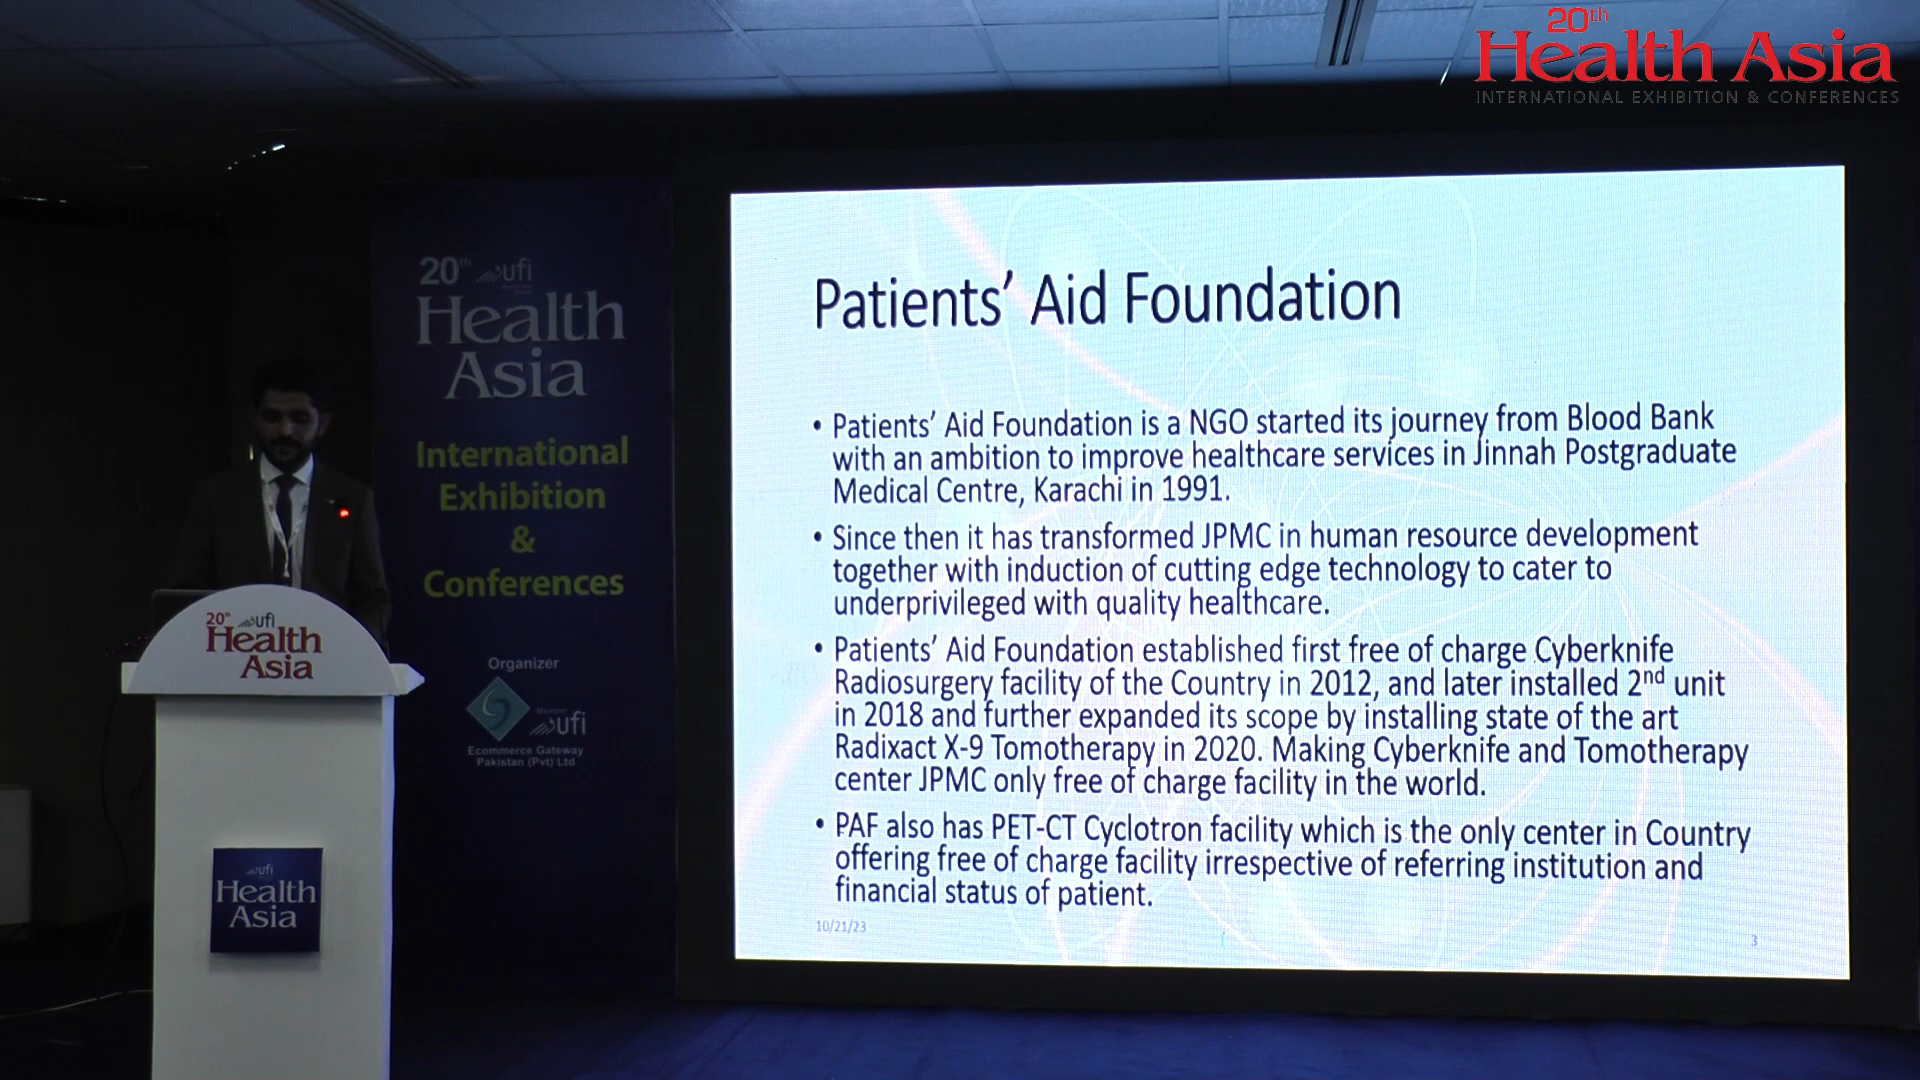 20th
Health Asia
INTERNATIONAL EXHIBITION & CONFERENCES
20th ufi
Health
Asia
International
Exhibition
&
Conferences
Organizer
ufi
Ecommerce Gateway
Pakistan (Pvt) Ltd
20th ufi
Health
Asia
ufi
Health
Asia
Patients’ Aid Foundation
• Patients’ Aid Foundation is a NGO started its journey from Blood Bank
with an ambition to improve healthcare services in Jinnah Postgraduate
Medical Centre, Karachi in 1991.
• Since then it has transformed JPMC in human resource development
together with induction of cutting edge technology to cater to
underprivileged with quality healthcare.
• Patients’ Aid Foundation established first free of charge Cyberknife
Radiosurgery facility of the Country in 2012, and later installed 2nd unit
in 2018 and further expanded its scope by installing state of the art
Radixact X-9 Tomotherapy in 2020. Making Cyberknife and Tomotherapy
center JPMC only free of charge facility in the world.
• PAF also has PET-CT Cyclotron facility which is the only center in Country
offering free of charge facility irrespective of referring institution and
financial status of patient.
10/21/23
3